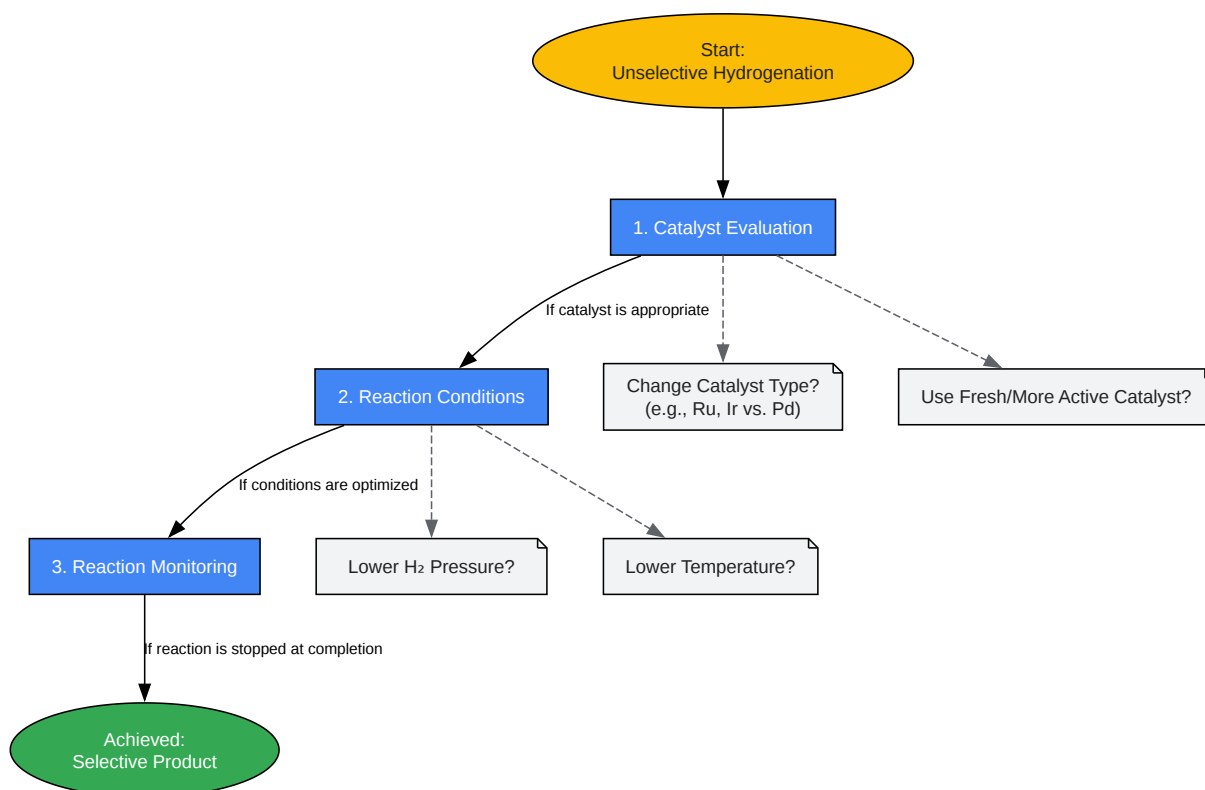 Start:
Unselective Hydrogenation
1. Catalyst Evaluation
If catalyst is appropriate
2. Reaction Conditions
Change Catalyst Type?
(e.g., Ru, Ir vs. Pd)
Use Fresh/More Active Catalyst?
If conditions are optimized
3. Reaction Monitoring
Lower H₂ Pressure?
Lower Temperature?
If reaction is stopped at completion
Achieved:
Selective Product